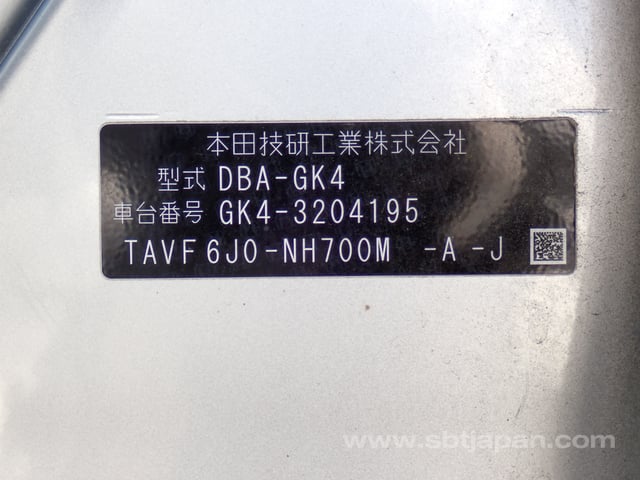 本田技研工業株式会社
型式 DBA-GK4
車台番号 GK4-3204195
TAVF6J0-NH700M -A -J
www.sbtjapan.com